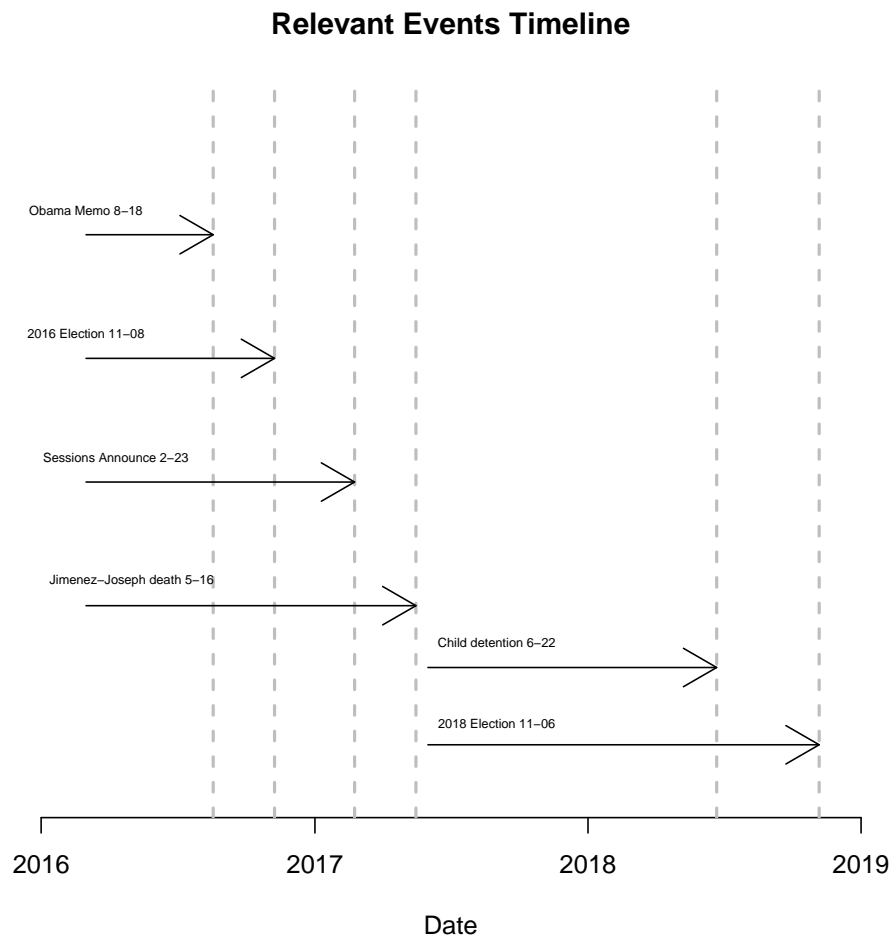 Relevant Events Timeline
Obama Memo 8−18
2016 Election 11−08
Sessions Announce 2−23
Jimenez−Joseph death 5−16
Child detention 6−22
2018 Election 11−06
2016
2017
2018
2019
Date